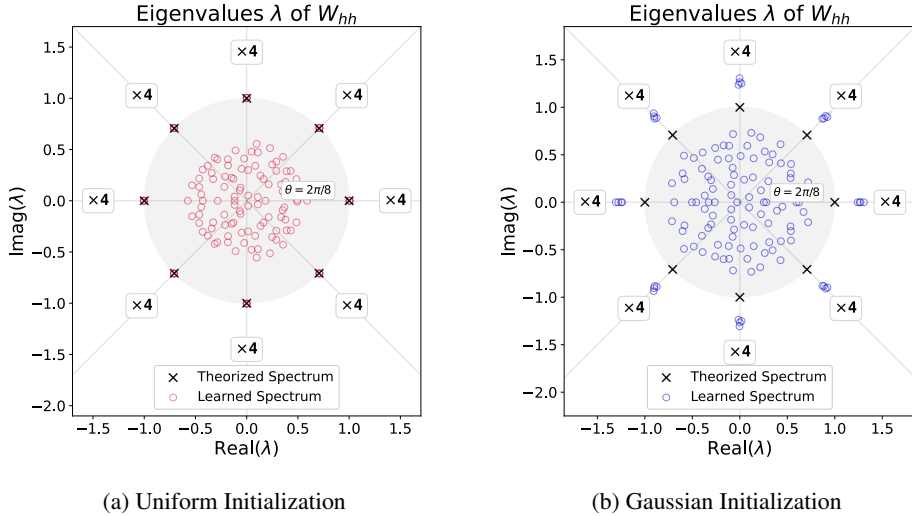 Eigenvalues λ of W_hh
Imag(λ)
1.5
1.0
0.5
0.0
−0.5
−1.0
−1.5
−2.0
×4
×4
×4
×4
×4
×4
×4
×4
θ = 2π/8
× Theorized Spectrum
○ Learned Spectrum
−1.5 −1.0 −0.5 0.0 0.5 1.0 1.5
Real(λ)
(a) Uniform Initialization
Eigenvalues λ of W_hh
Imag(λ)
1.5
1.0
0.5
0.0
−0.5
−1.0
−1.5
−2.0
×4
×4
×4
×4
×4
×4
×4
×4
θ = 2π/8
× Theorized Spectrum
○ Learned Spectrum
−1.5 −1.0 −0.5 0.0 0.5 1.0 1.5
Real(λ)
(b) Gaussian Initialization